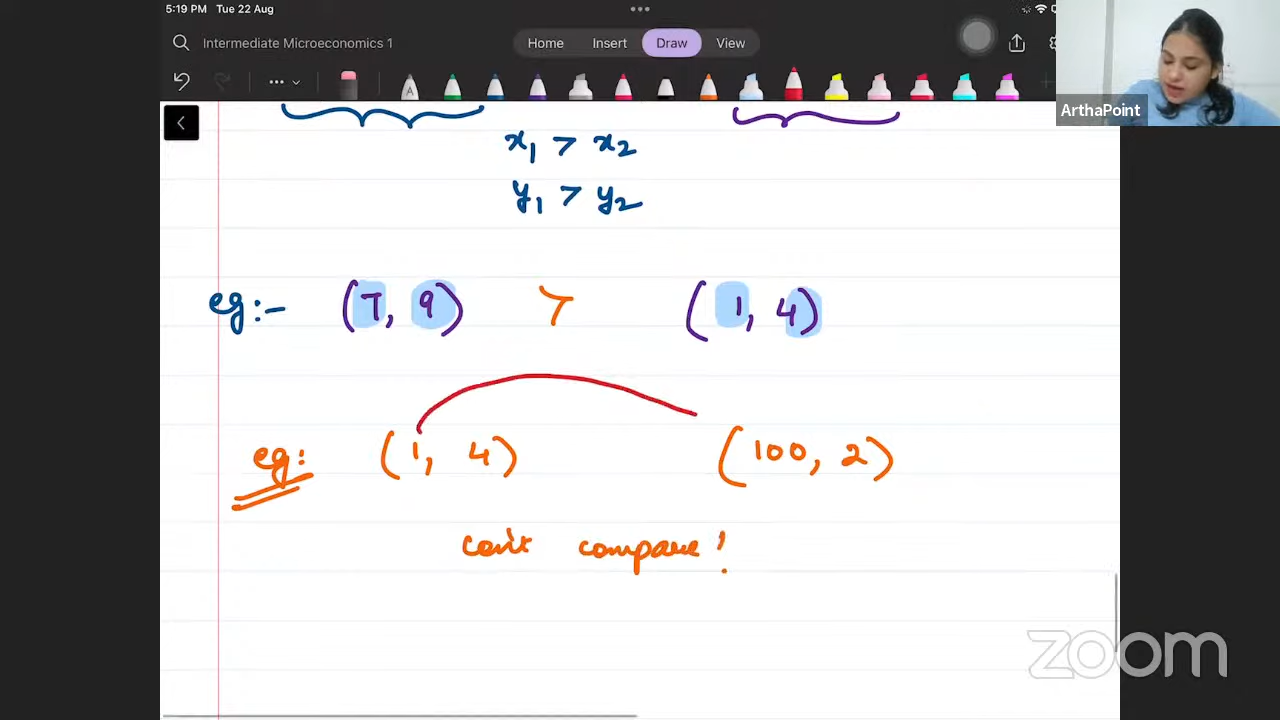 5:19 PM Tue 22 Aug
Intermediate Microeconomics 1
Home Insert Draw View
A
ArthaPoint
x₁ > x₂
y₁ > y₂
eg:- (7, 9) > (1, 4)
eg: (1, 4) (100, 2)
can't compare!
zoom